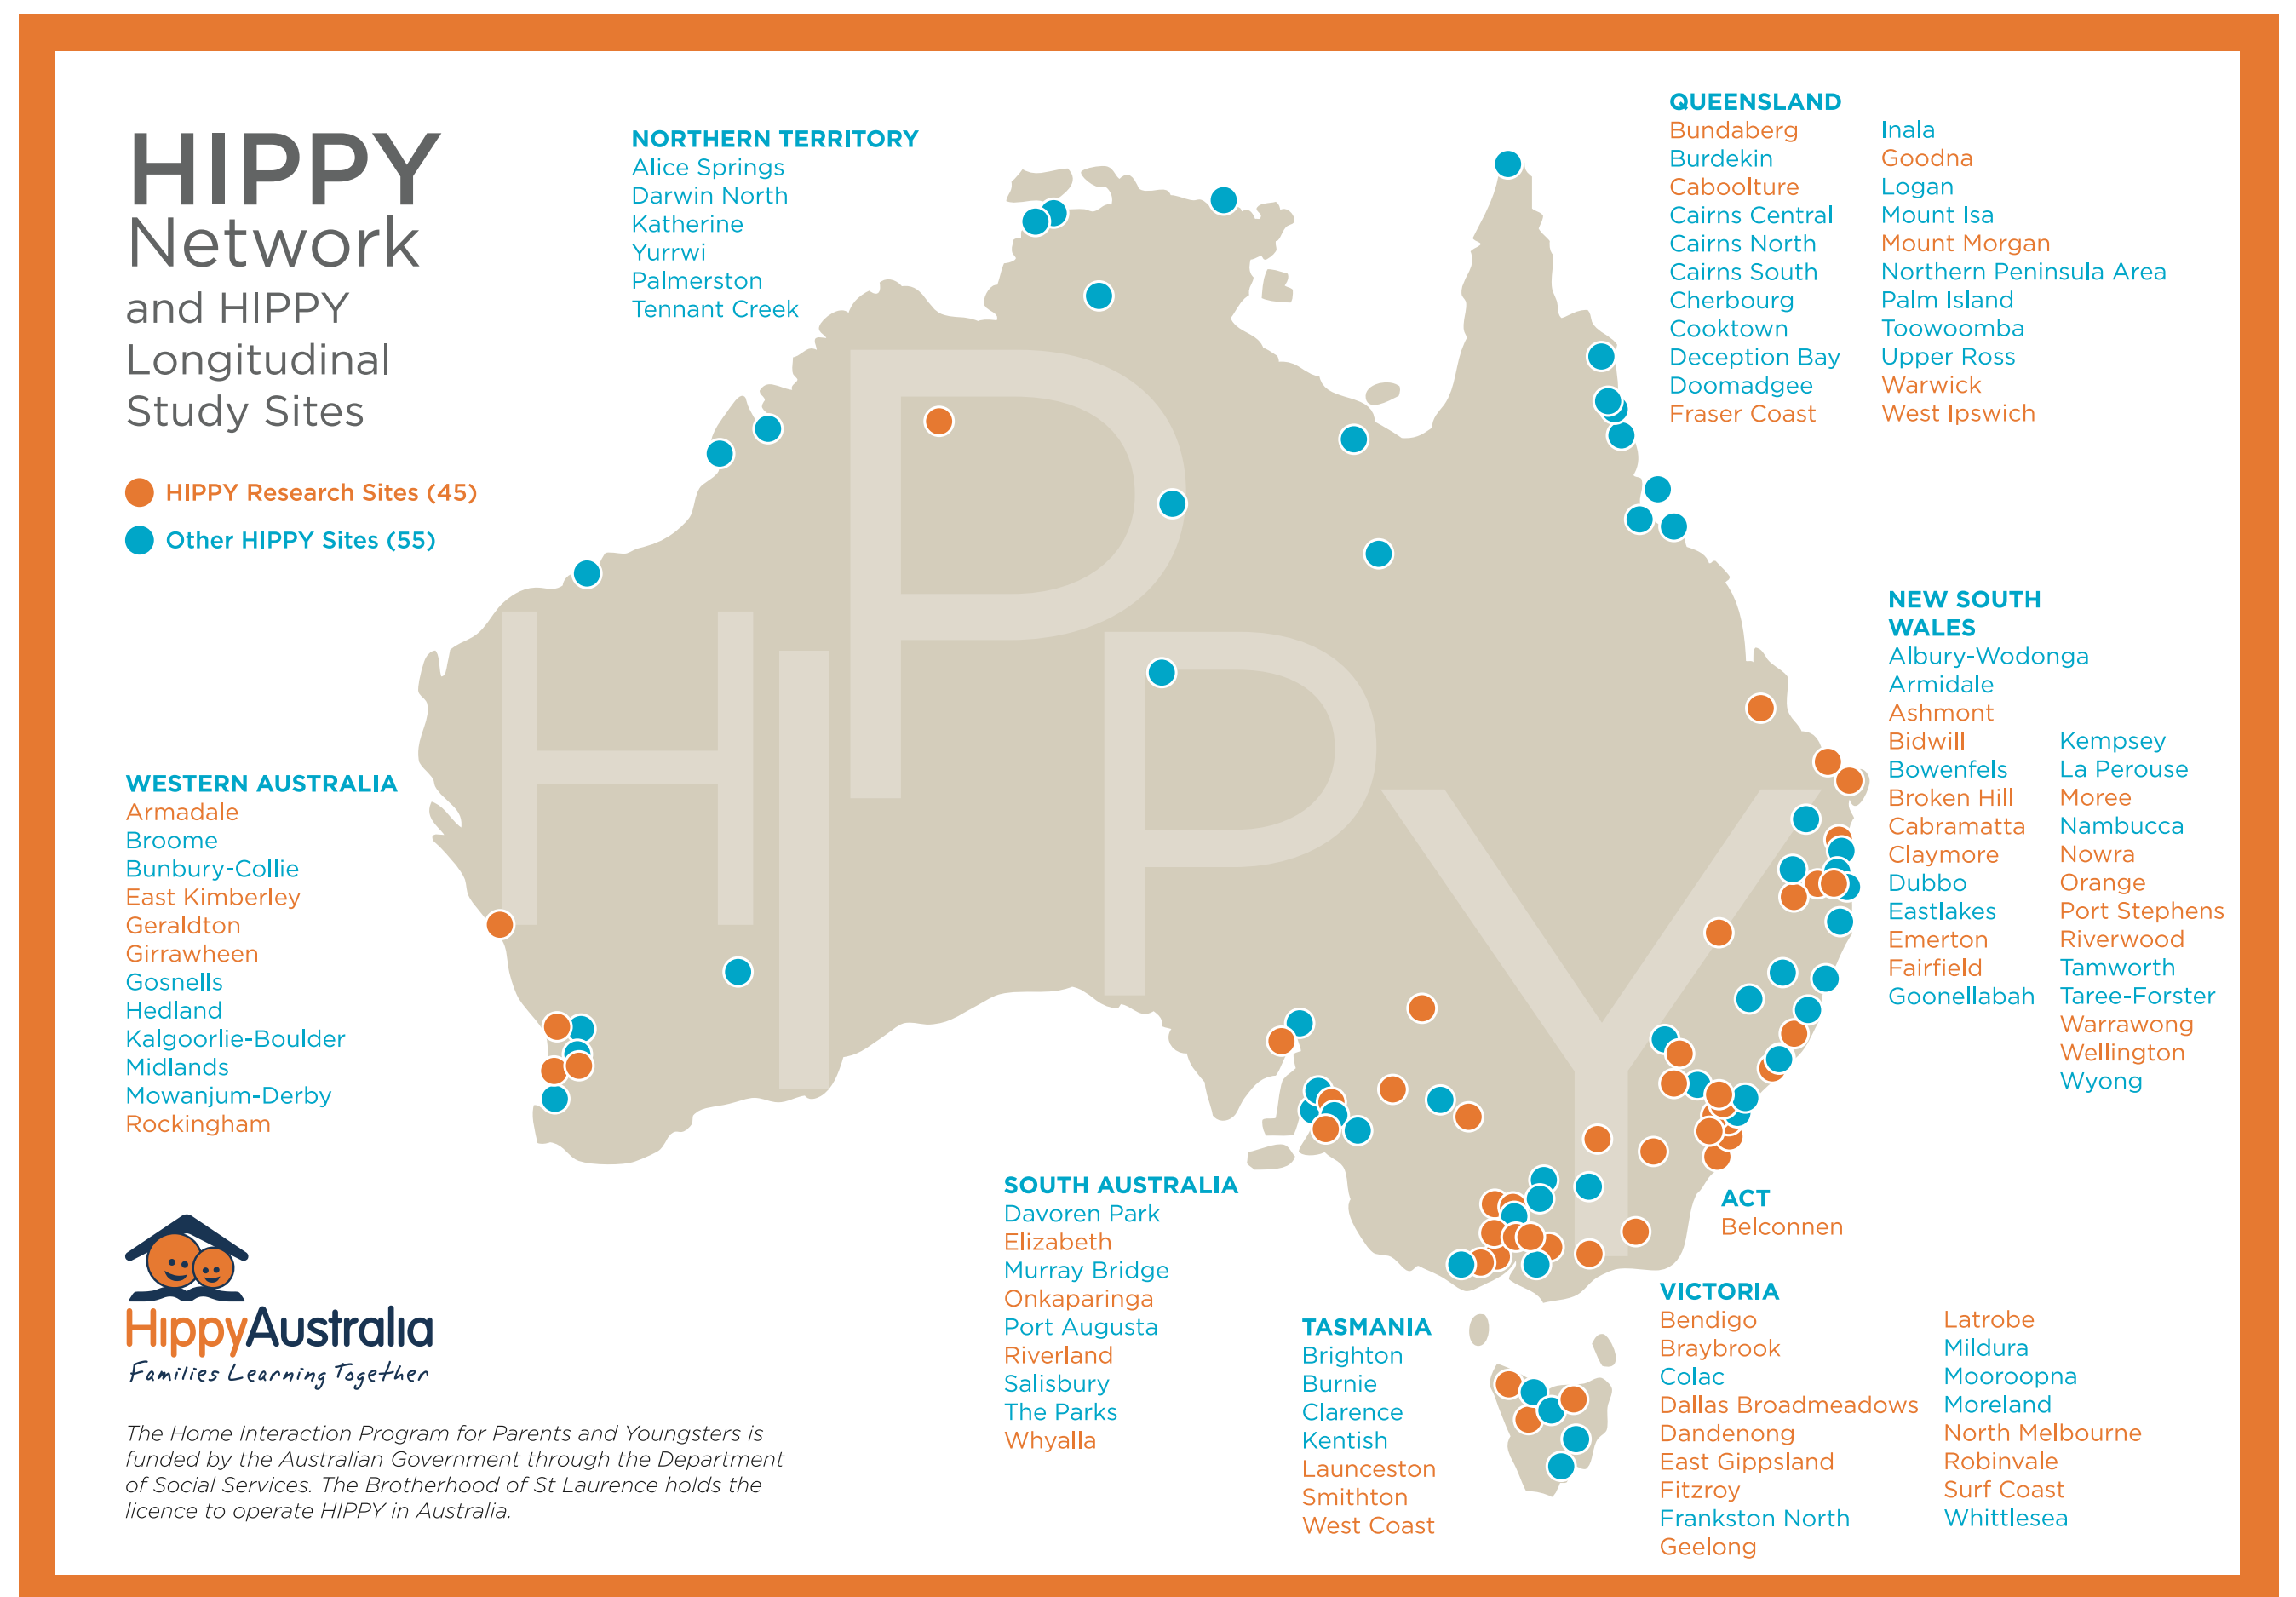 HIPPY
Network
and HIPPY
Longitudinal
Study Sites
HIPPY Research Sites (45)
Other HIPPY Sites (55)
NORTHERN TERRITORY
Alice Springs
Darwin North
Katherine
Yurrwi
Palmerston
Tennant Creek
QUEENSLAND
Bundaberg
Burdekin
Caboolture
Cairns Central
Cairns North
Cairns South
Cherbourg
Cooktown
Deception Bay
Doomadgee
Fraser Coast
Inala
Goodna
Logan
Mount Isa
Mount Morgan
Northern Peninsula Area
Palm Island
Toowoomba
Upper Ross
Warwick
West Ipswich
HIPPY
NEW SOUTH
WALES
Albury-Wodonga
Armidale
Ashmont
Bidwill
Bowenfels
Broken Hill
Cabramatta
Claymore
Dubbo
Eastlakes
Emerton
Fairfield
Goonellabah
Kempsey
La Perouse
Moree
Nambucca
Nowra
Orange
Port Stephens
Riverwood
Tamworth
Taree-Forster
Warrawong
Wellington
Wyong
WESTERN AUSTRALIA
Armadale
Broome
Bunbury-Collie
East Kimberley
Geraldton
Girrawheen
Gosnells
Hedland
Kalgoorlie-Boulder
Midlands
Mowanjum-Derby
Rockingham
SOUTH AUSTRALIA
Davoren Park
Elizabeth
Murray Bridge
Onkaparinga
Port Augusta
Riverland
Salisbury
The Parks
Whyalla
TASMANIA
Brighton
Burnie
Clarence
Kentish
Launceston
Smithton
West Coast
ACT
Belconnen
VICTORIA
Bendigo
Braybrook
Colac
Dallas Broadmeadows
Dandenong
East Gippsland
Fitzroy
Frankston North
Geelong
Latrobe
Mildura
Mooroopna
Moreland
North Melbourne
Robinvale
Surf Coast
Whittlesea
HippyAustralia
Families Learning Together
The Home Interaction Program for Parents and Youngsters is
funded by the Australian Government through the Department
of Social Services. The Brotherhood of St Laurence holds the
licence to operate HIPPY in Australia.